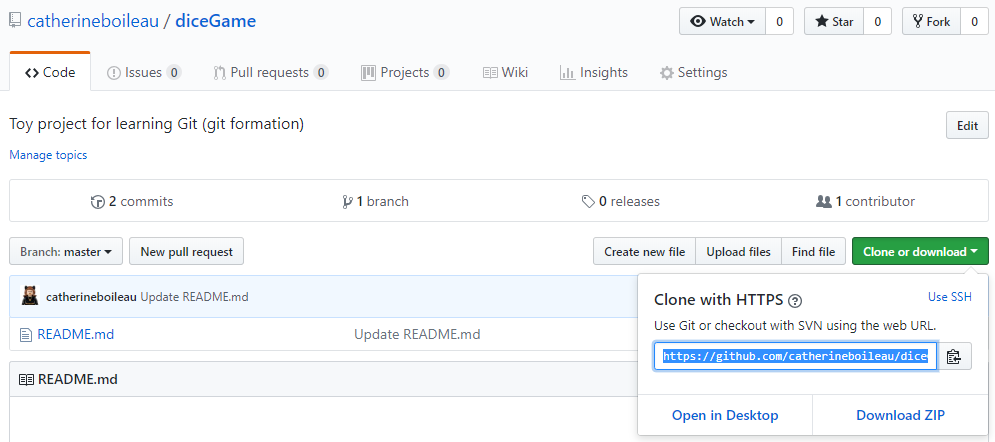 catherineboileau / diceGame
Watch 0 Star 0 Fork 0
Code Issues 0 Pull requests 0 Projects 0 Wiki Insights Settings
Toy project for learning Git (git formation)
Edit
Manage topics
2 commits 1 branch 0 releases 1 contributor
Branch: master New pull request Create new file Upload files Find file Clone or download
catherineboileau Update README.md
README.md Update README.md
README.md
Clone with HTTPS ? Use SSH
Use Git or checkout with SVN using the web URL.
https://github.com/catherineboileau/dice
Open in Desktop Download ZIP